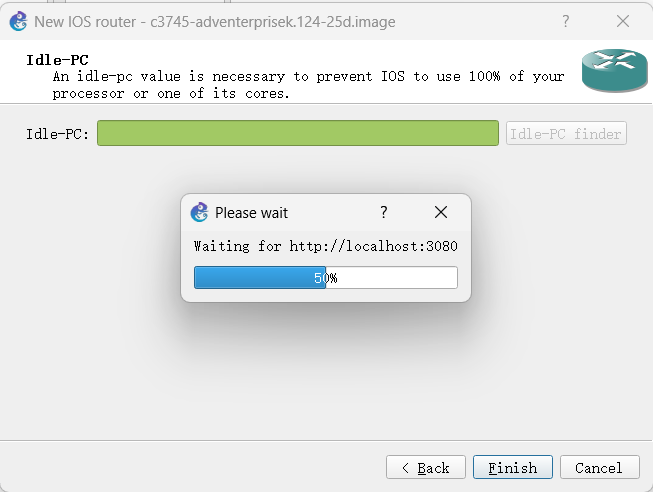 New IOS router - c3745-adventerprisek.124-25d.image
Idle-PC
An idle-pc value is necessary to prevent IOS to use 100% of your
processor or one of its cores.
Idle-PC:
Idle-PC finder
Please wait
Waiting for http://localhost:3080
50%
< Back
Finish
Cancel